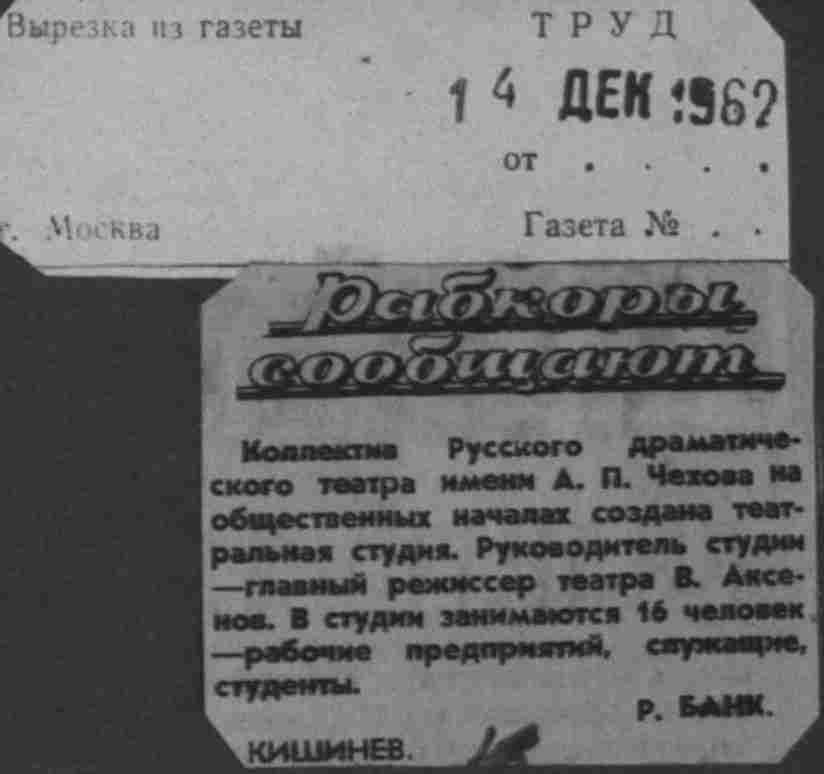 Вырезка из газеты ТРУД
14 ДЕК 1962
от . . . .
г. Москва Газета № . .
Рабкоры
сообщают
Коллектив Русского драматиче-
ского театра имени А. П. Чехова на
общественных началах создана теат-
ральная студия. Руководитель студии
—главный режиссер театра В. Аксе-
нов. В студии занимаются 16 человек
—рабочие предприятий, служащие,
студенты.
Р. БАНК.
КИШИНЕВ.